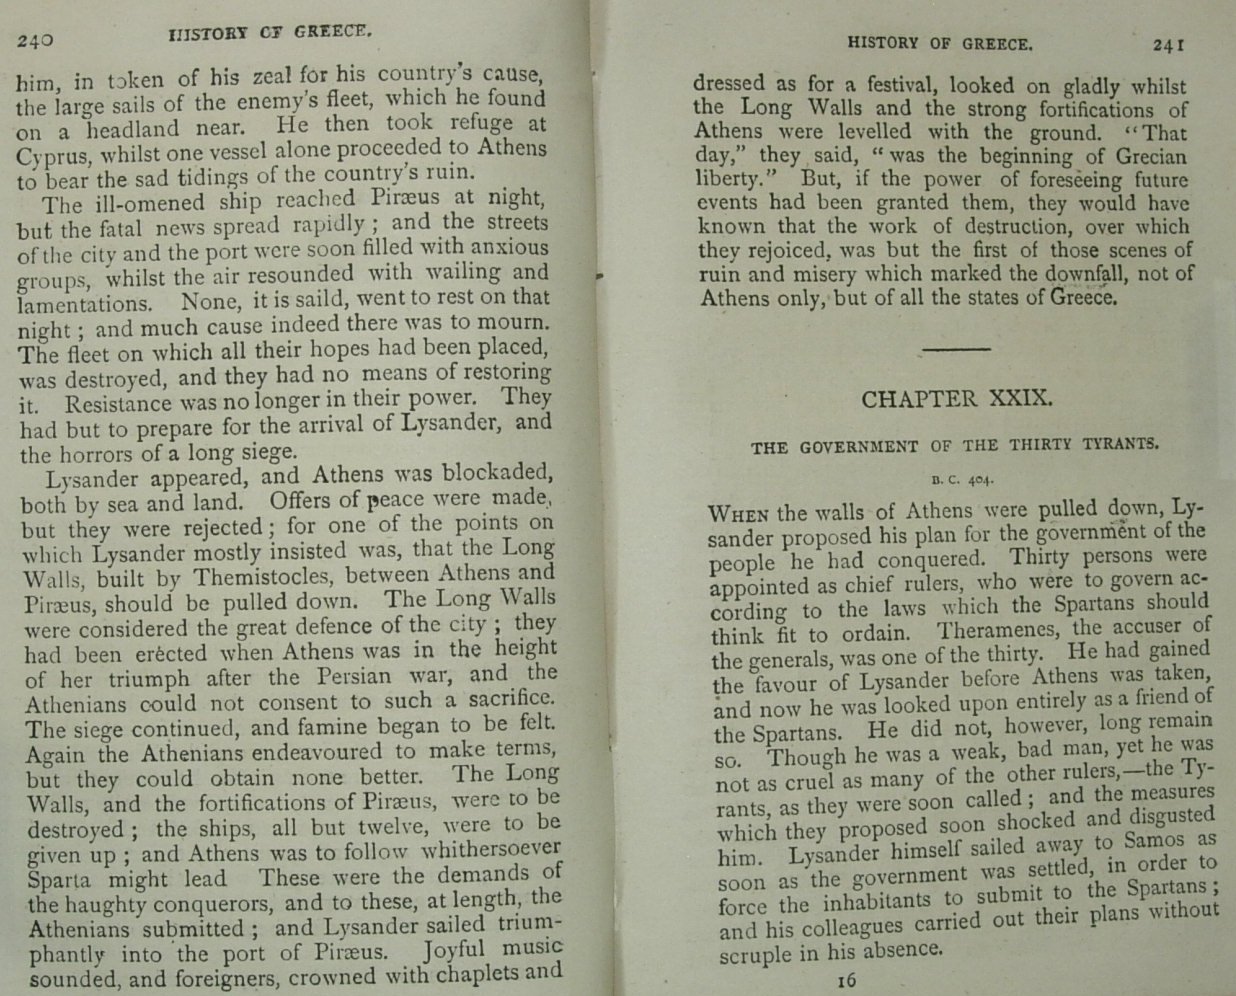 240
HISTORY OF GREECE.
him, in token of his zeal for his country's cause,
the large sails of the enemy's fleet, which he found
on a headland near. He then took refuge at
Cyprus, whilst one vessel alone proceeded to Athens
to bear the sad tidings of the country's ruin.
The ill-omened ship reached Piræus at night,
but the fatal news spread rapidly; and the streets
of the city and the port were soon filled with anxious
groups, whilst the air resounded with wailing and
lamentations. None, it is saild, went to rest on that
night; and much cause indeed there was to mourn.
The fleet on which all their hopes had been placed,
was destroyed, and they had no means of restoring
it. Resistance was no longer in their power. They
had but to prepare for the arrival of Lysander, and
the horrors of a long siege.
Lysander appeared, and Athens was blockaded,
both by sea and land. Offers of peace were made,
but they were rejected; for one of the points on
which Lysander mostly insisted was, that the Long
Walls, built by Themistocles, between Athens and
Piræus, should be pulled down. The Long Walls
were considered the great defence of the city; they
had been erècted when Athens was in the height
of her triumph after the Persian war, and the
Athenians could not consent to such a sacrifice.
The siege continued, and famine began to be felt.
Again the Athenians endeavoured to make terms,
but they could obtain none better. The Long
Walls, and the fortifications of Piræus, were to be
destroyed; the ships, all but twelve, were to be
given up; and Athens was to follow whithersoever
Sparta might lead These were the demands of
the haughty conquerors, and to these, at length, the
Athenians submitted; and Lysander sailed trium-
phantly into the port of Piræus. Joyful music
sounded, and foreigners, crowned with chaplets and
HISTORY OF GREECE.
241
dressed as for a festival, looked on gladly whilst
the Long Walls and the strong fortifications of
Athens were levelled with the ground. "That
day," they said, "was the beginning of Grecian
liberty." But, if the power of foreseeing future
events had been granted them, they would have
known that the work of destruction, over which
they rejoiced, was but the first of those scenes of
ruin and misery which marked the downfall, not of
Athens only, but of all the states of Greece.
CHAPTER XXIX.
THE GOVERNMENT OF THE THIRTY TYRANTS.
B. C. 404.
WHEN the walls of Athens were pulled down, Ly-
sander proposed his plan for the government of the
people he had conquered. Thirty persons were
appointed as chief rulers, who were to govern ac-
cording to the laws which the Spartans should
think fit to ordain. Theramenes, the accuser of
the generals, was one of the thirty. He had gained
the favour of Lysander before Athens was taken,
and now he was looked upon entirely as a friend of
the Spartans. He did not, however, long remain
so. Though he was a weak, bad man, yet he was
not as cruel as many of the other rulers,—the Ty-
rants, as they were soon called; and the measures
which they proposed soon shocked and disgusted
him. Lysander himself sailed away to Samos as
soon as the government was settled, in order to
force the inhabitants to submit to the Spartans;
and his colleagues carried out their plans without
scruple in his absence.
16